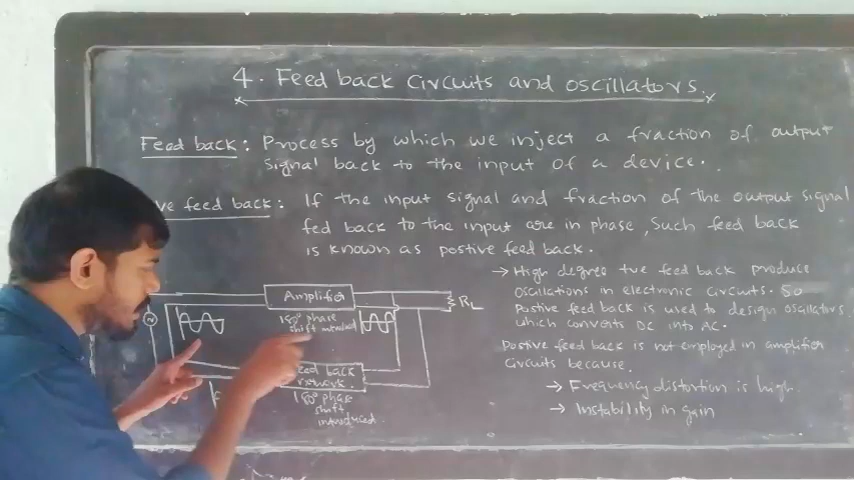 4. Feed back Circuits and oscillators.
Feed back: Process by which we inject a fraction of output
signal back to the input of a device.
ve feed back: If the input signal and fraction of the output signal
fed back to the input are in phase, Such feed back
is known as postive feed back.
Amplifier
RL
180° phase
shift introduced
eed back
network.
180° phase
shift
introduced.
→ High degree +ve feed back produce
oscillations in electronic circuits. So
Postive feed back is used to design oscillators
which converts DC into AC.
Positive feed back is not employed in amplifier
circuits because.
→ Frequency distortion is high.
→ Instability in gain